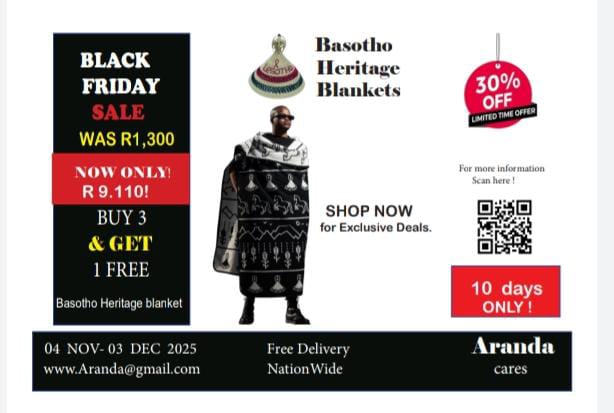 BLACK
FRIDAY
SALE
WAS R1,300
NOW ONLY!
R 9.110!
BUY 3
& GET
1 FREE
Basotho Heritage blanket
LESOTHO
Basotho
Heritage
Blankets
SHOP NOW
for Exclusive Deals.
30%
OFF
LIMITED TIME OFFER
For more information
Scan here !
10 days
ONLY !
04 NOV- 03 DEC 2025
www.Aranda@gmail.com
Free Delivery
NationWide
Aranda
cares